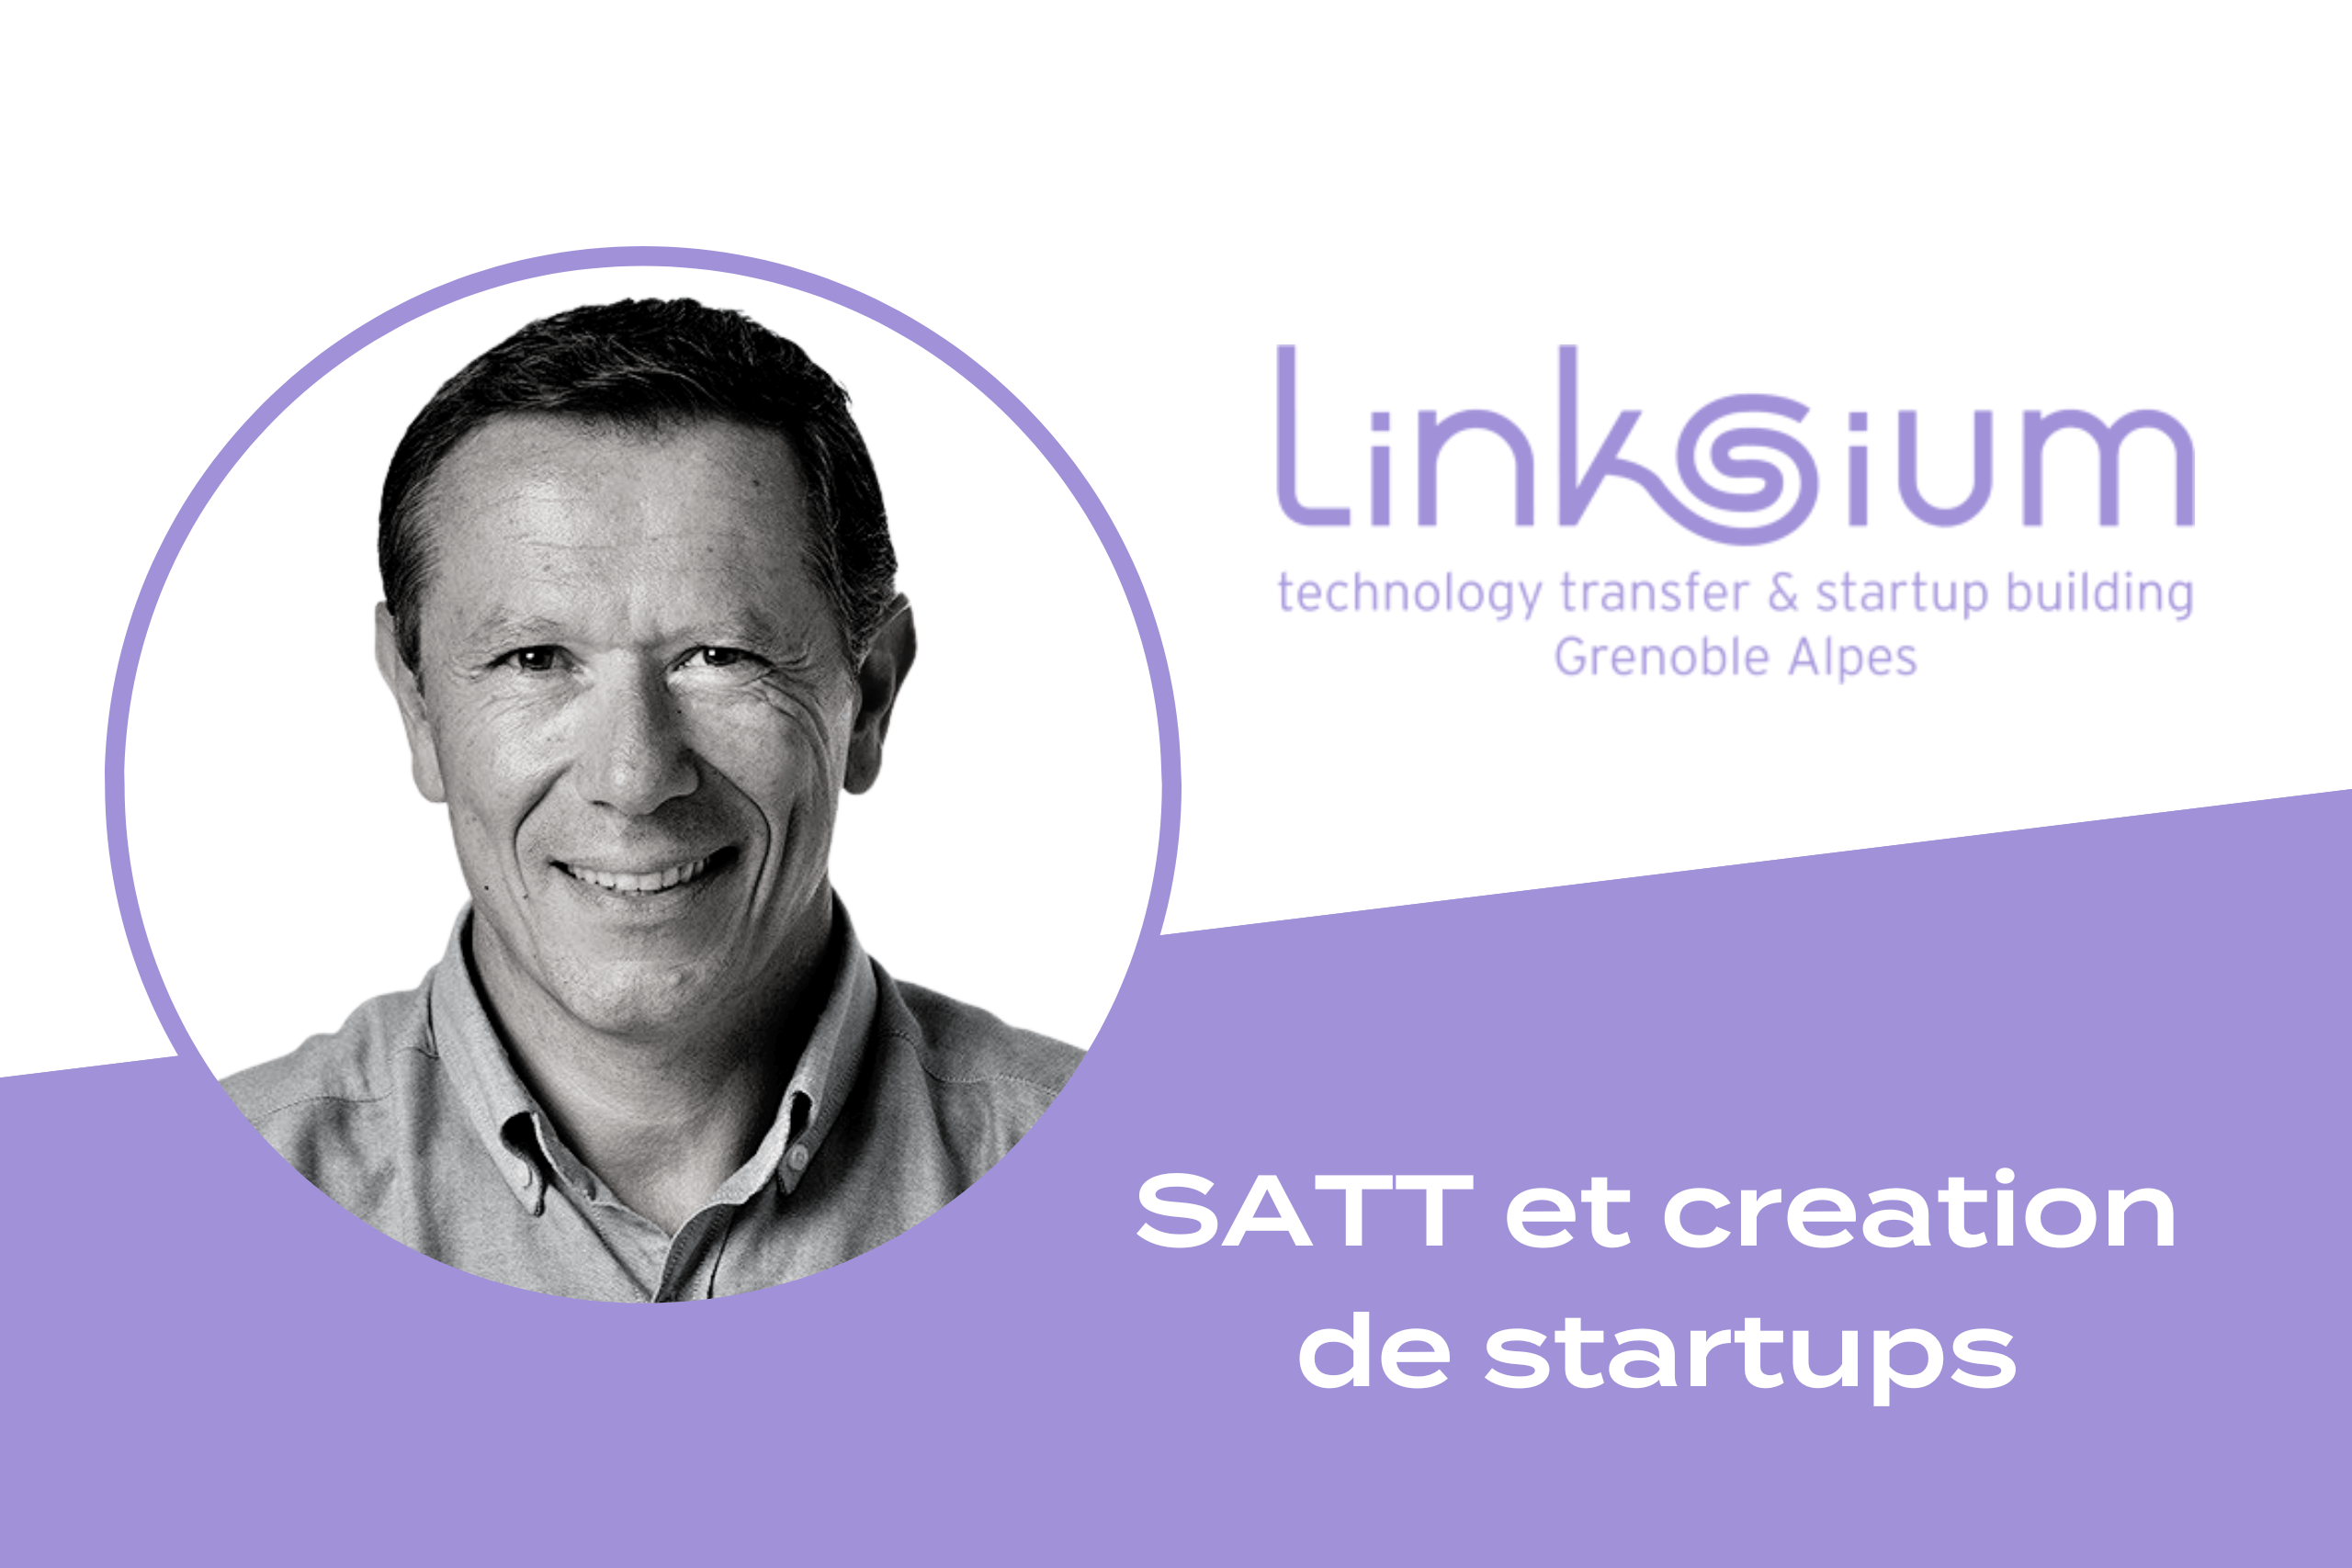 Linksium
technology transfer & startup building
Grenoble Alpes
SATT et creation
de startups